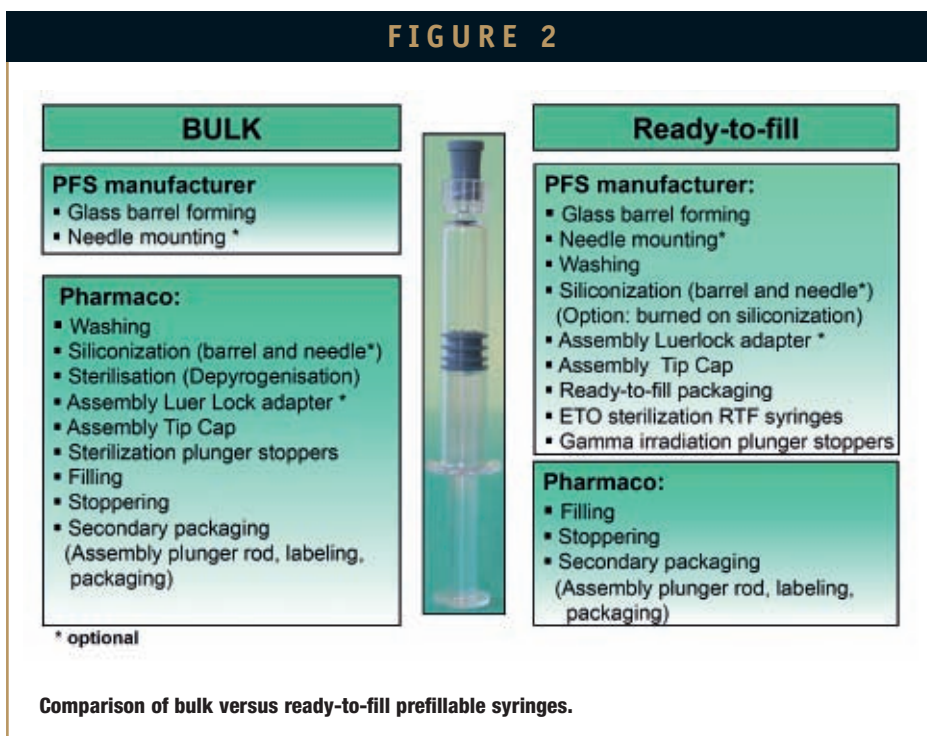 FIGURE 2
BULK
PFS manufacturer
▪ Glass barrel forming
▪ Needle mounting *
Pharmaco:
▪ Washing
▪ Siliconization (barrel and needle*)
▪ Sterilisation (Depyrogenisation)
▪ Assembly Luer Lock adapter *
▪ Assembly Tip Cap
▪ Sterilization plunger stoppers
▪ Filling
▪ Stoppering
▪ Secondary packaging
(Assembly plunger rod, labeling,
packaging)
* optional
Ready-to-fill
PFS manufacturer:
▪ Glass barrel forming
▪ Needle mounting*
▪ Washing
▪ Siliconization (barrel and needle*)
(Option: burned on siliconization)
▪ Assembly Luerlock adapter *
▪ Assembly Tip Cap
▪ Ready-to-fill packaging
▪ ETO sterilization RTF syringes
▪ Gamma irradiation plunger stoppers
Pharmaco:
▪ Filling
▪ Stoppering
▪ Secondary packaging
(Assembly plunger rod, labeling,
packaging)
Comparison of bulk versus ready-to-fill prefillable syringes.